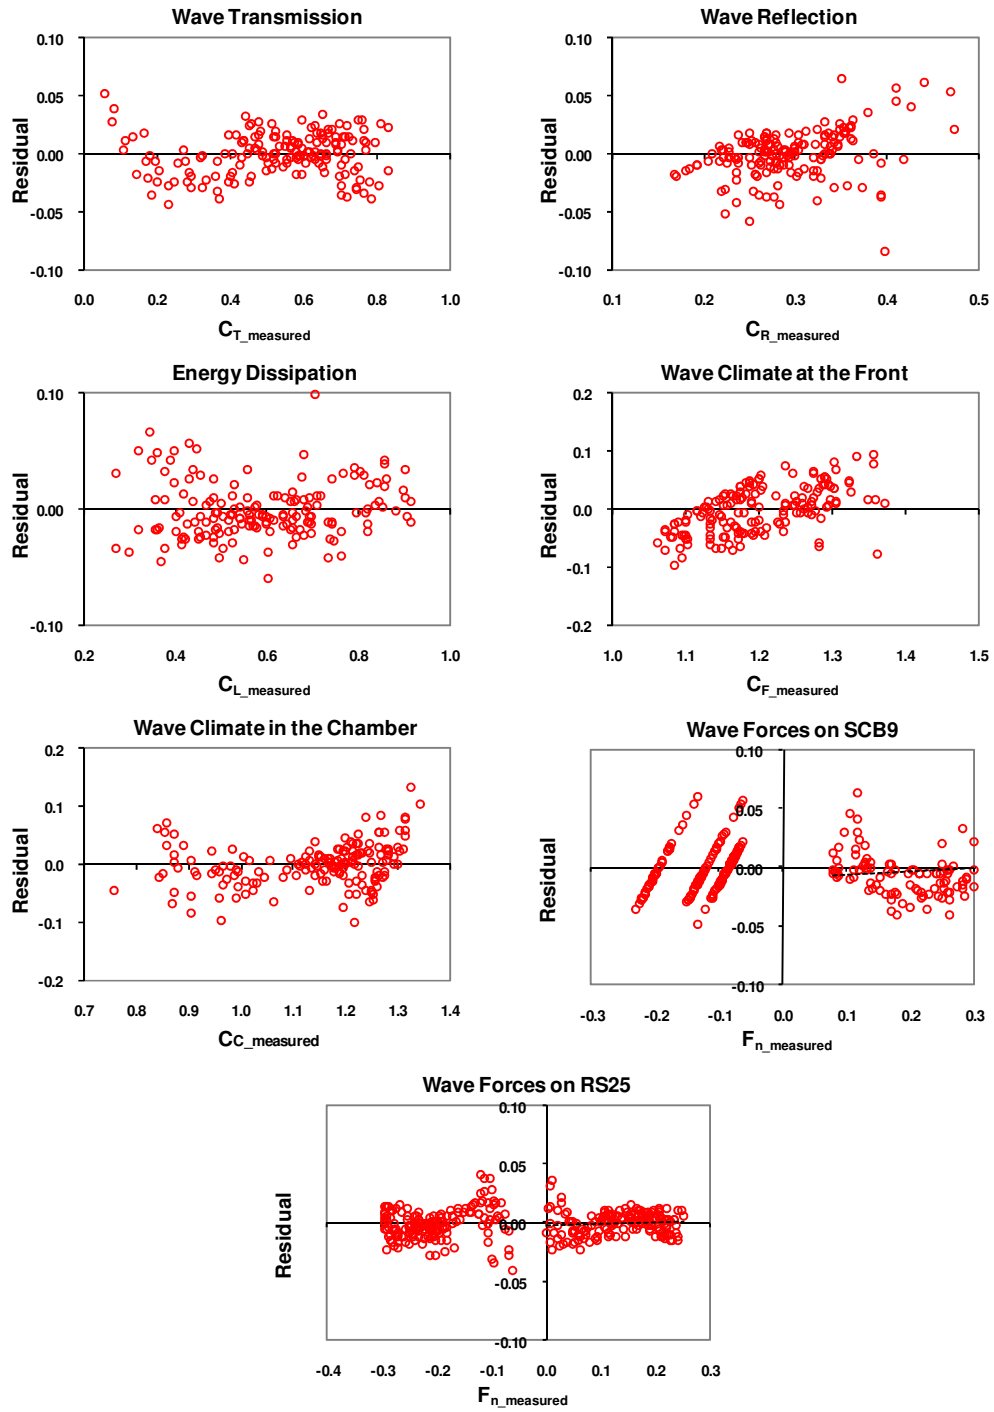 Wave Transmission
0.10
0.05
0.00
-0.05
-0.10
Residual
0.0 0.2 0.4 0.6 0.8 1.0
CT_measured
Wave Reflection
0.10
0.05
0.00
-0.05
-0.10
Residual
0.1 0.2 0.3 0.4 0.5
CR_measured
Energy Dissipation
0.10
0.00
-0.10
Residual
0.2 0.4 0.6 0.8 1.0
CL_measured
Wave Climate at the Front
0.2
0.1
0.0
-0.1
-0.2
Residual
1.0 1.1 1.2 1.3 1.4 1.5
CF_measured
Wave Climate in the Chamber
0.2
0.1
0.0
-0.1
-0.2
Residual
0.7 0.8 0.9 1.0 1.1 1.2 1.3 1.4
CC_measured
Wave Forces on SCB9
0.10
0.05
0.00
-0.05
-0.10
Residual
-0.3 -0.2 -0.1 0.0 0.1 0.2 0.3
Fn_measured
Wave Forces on RS25
0.10
0.05
0.00
-0.05
-0.10
Residual
-0.4 -0.3 -0.2 -0.1 0.0 0.1 0.2 0.3
Fn_measured